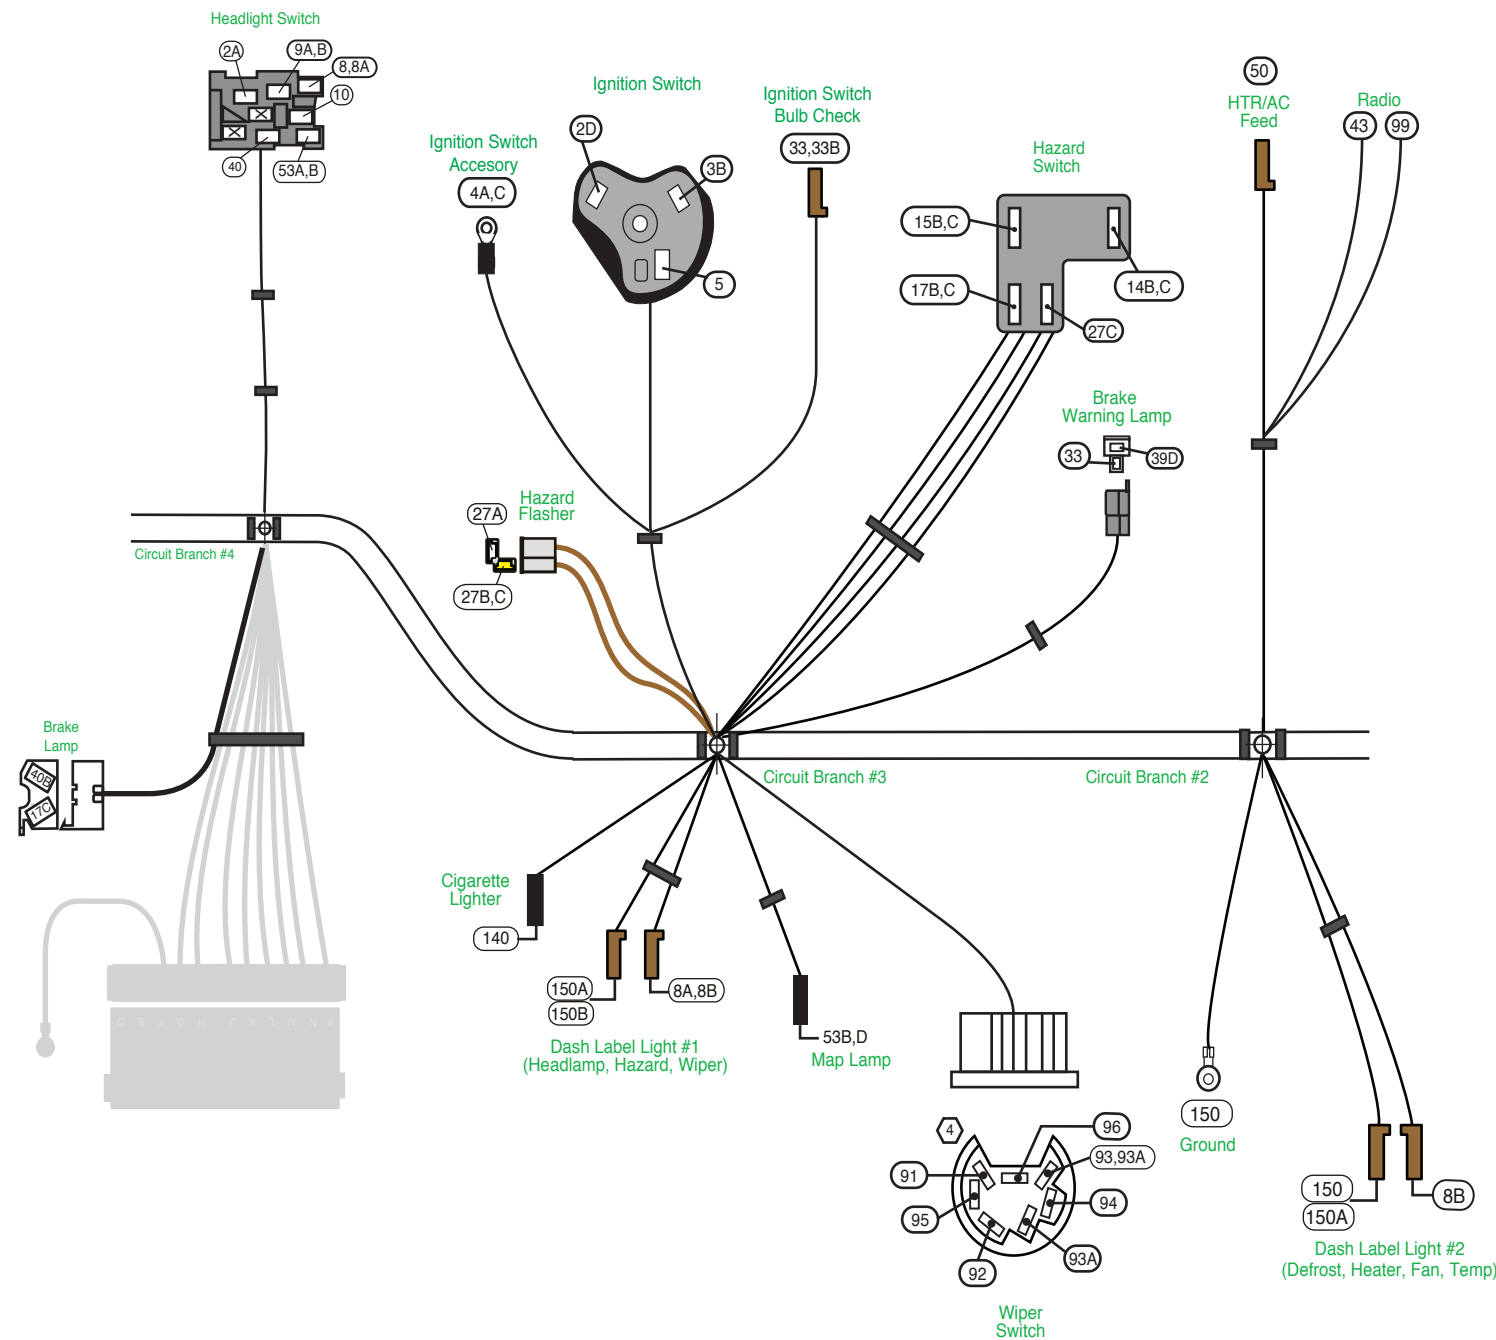 Headlight Switch
2A
9A,B
8,8A
10
40
53A,B
Ignition Switch
Accesory
4A,C
Ignition Switch
2D
3B
5
Ignition Switch
Bulb Check
33,33B
Hazard
Switch
15B,C
14B,C
17B,C
27C
50
HTR/AC
Feed
Radio
43
99
Brake
Warning Lamp
33
39D
Hazard
Flasher
27A
27B,C
Circuit Branch #4
Brake
Lamp
40B
17C
Circuit Branch #3
Circuit Branch #2
Cigarette
Lighter
140
150A
150B
8A,8B
Dash Label Light #1
(Headlamp, Hazard, Wiper)
53B,D
Map Lamp
D E F G H J K L M N P
4
96
93,93A
91
95
94
92
93A
Wiper
Switch
150
Ground
150
150A
8B
Dash Label Light #2
(Defrost, Heater, Fan, Temp)